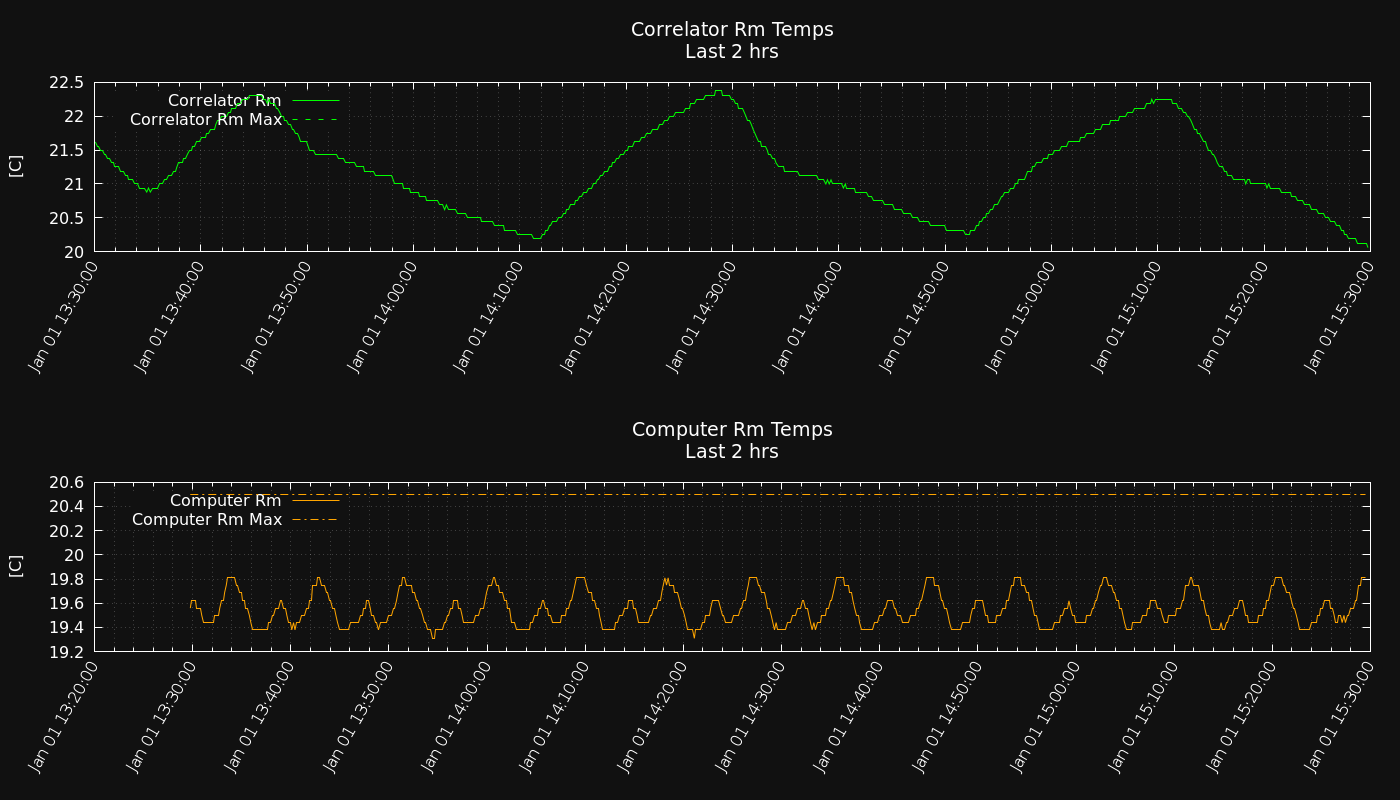 Correlator Rm Temps
Last 2 hrs
22.5
22
21.5
21
20.5
20
[C]
Correlator Rm
Correlator Rm Max
Jan 01 13:30:00
Jan 01 13:40:00
Jan 01 13:50:00
Jan 01 14:00:00
Jan 01 14:10:00
Jan 01 14:20:00
Jan 01 14:30:00
Jan 01 14:40:00
Jan 01 14:50:00
Jan 01 15:00:00
Jan 01 15:10:00
Jan 01 15:20:00
Jan 01 15:30:00
Computer Rm Temps
Last 2 hrs
20.6
20.4
20.2
20
19.8
19.6
19.4
19.2
[C]
Computer Rm
Computer Rm Max
Jan 01 13:20:00
Jan 01 13:30:00
Jan 01 13:40:00
Jan 01 13:50:00
Jan 01 14:00:00
Jan 01 14:10:00
Jan 01 14:20:00
Jan 01 14:30:00
Jan 01 14:40:00
Jan 01 14:50:00
Jan 01 15:00:00
Jan 01 15:10:00
Jan 01 15:20:00
Jan 01 15:30:00